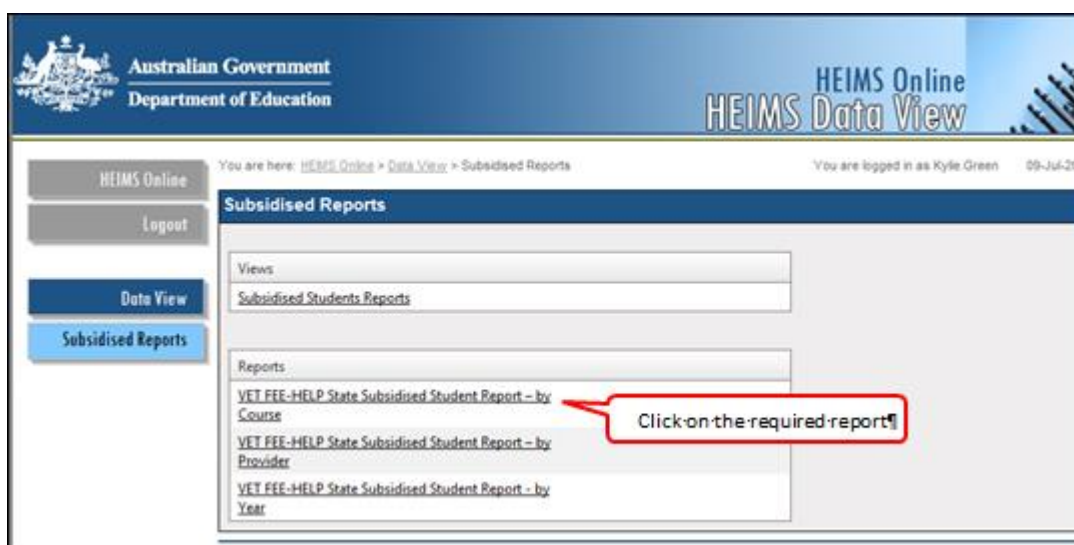 Australian Government
Department of Education
HEIMS Online
HEIMS Data View
HEIMS Online
Logout
Data View
Subsidised Reports
You are here: HEIMS Online > Data View > Subsidised Reports
You are logged in as Kylie.Green
09-Jul-2
Subsidised Reports
Views
Subsidised Students Reports
Reports
VET FEE-HELP State Subsidised Student Report – by
Course
VET FEE-HELP State Subsidised Student Report – by
Provider
VET FEE-HELP State Subsidised Student Report - by
Year
Click·on·the·required·report¶